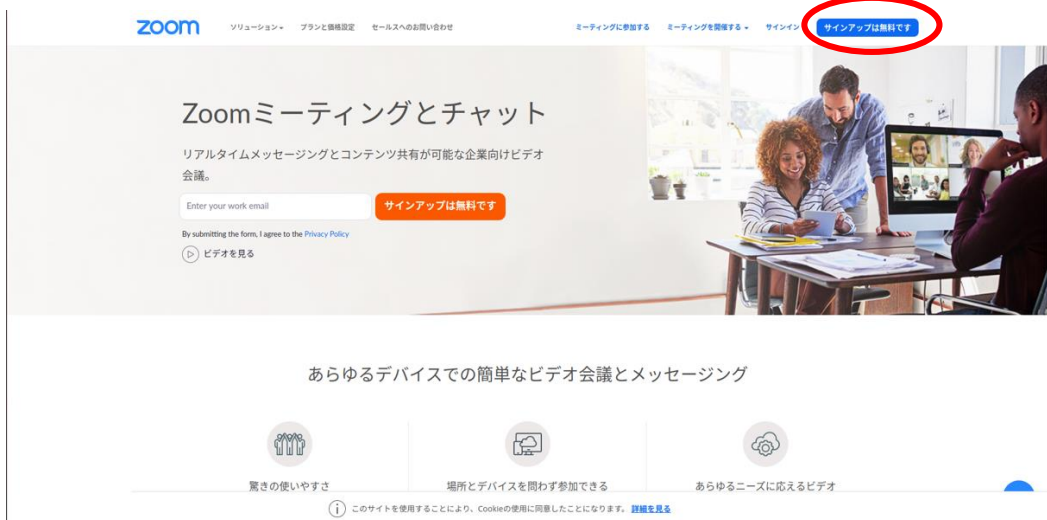 zoom ソリューション プランと価格設定 セールスへのお問い合わせ ミーティングに参加する ミーティングを開催する サインイン サインアップは無料です
Zoomミーティングとチャット
リアルタイムメッセージングとコンテンツ共有が可能な企業向けビデオ
会議。
Enter your work email サインアップは無料です
By submitting the form, I agree to the Privacy Policy
ビデオを見る
あらゆるデバイスでの簡単なビデオ会議とメッセージング
驚きの使いやすさ 場所とデバイスを問わず参加できる あらゆるニーズに応えるビデオ
このサイトを使用することにより、Cookieの使用に同意したことになります。 詳細を見る